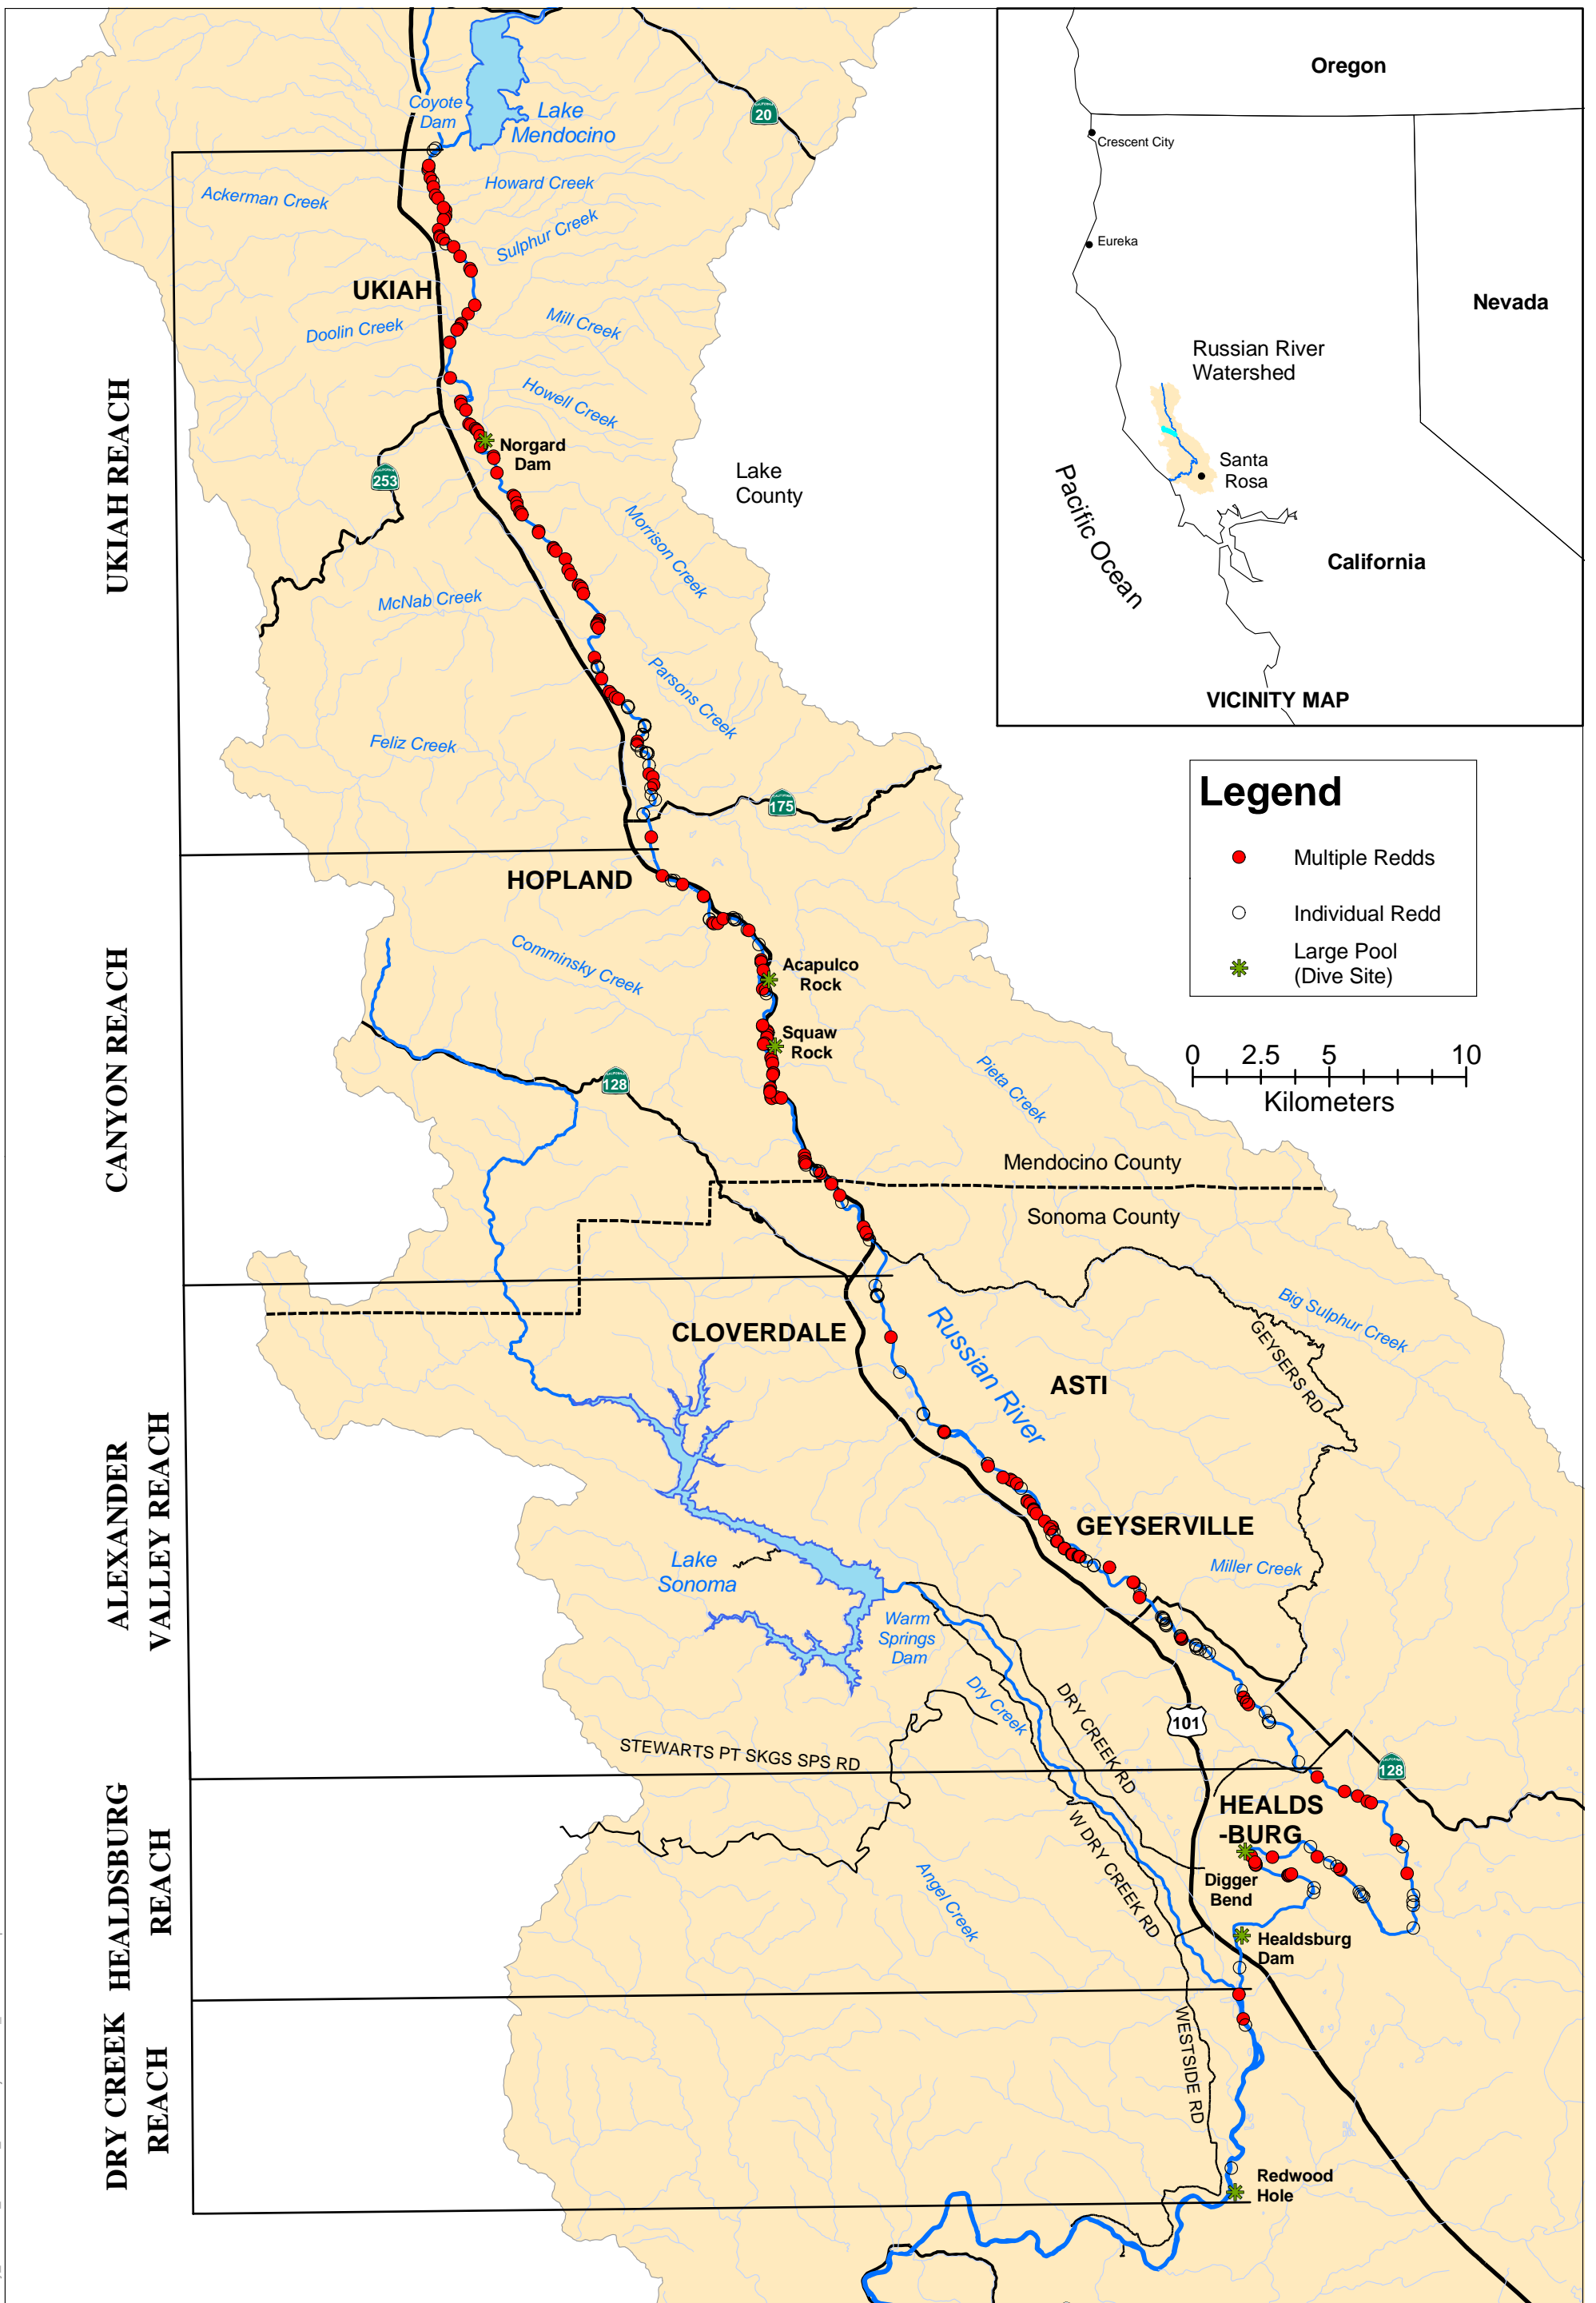 Oregon
Crescent City
Eureka
Nevada
Russian River
Watershed
Santa
Rosa
Pacific Ocean
California
VICINITY MAP
Coyote
Dam
Lake
Mendocino
20
Ackerman Creek
Howard Creek
Sulphur Creek
UKIAH
Doolin Creek
Mill Creek
Howell Creek
Norgard
Dam
253
Lake
County
UKIAH REACH
Morrison Creek
McNab Creek
Parsons Creek
Feliz Creek
175
Legend
Multiple Redds
Individual Redd
Large Pool
(Dive Site)
0 2.5 5 10
Kilometers
HOPLAND
Comminsky Creek
Acapulco
Rock
Squaw
Rock
CANYON REACH
128
Pieta Creek
Mendocino County
Sonoma County
Big Sulphur Creek
GEYSERS RD
CLOVERDALE
Russian River
ASTI
ALEXANDER
VALLEY REACH
GEYSERVILLE
Lake
Sonoma
Miller Creek
Warm
Springs
Dam
Dry Creek
DRY CREEK RD
101
STEWARTS PT SKGS SPS RD
128
HEALDS
-BURG
W DRY CREEK RD
Digger
Bend
Angel Creek
HEALDSBURG
REACH
Healdsburg
Dam
WESTSIDE RD
DRY CREEK
REACH
Redwood
Hole